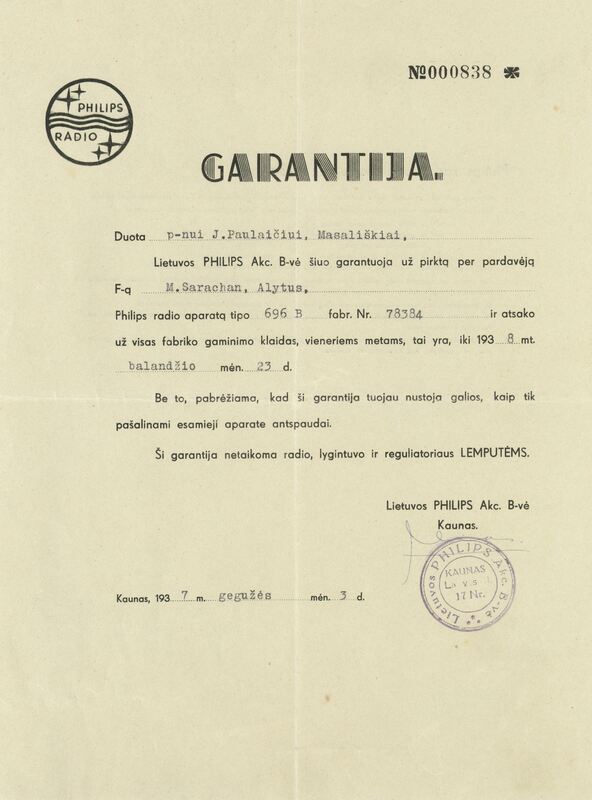 №000838
PHILIPS
RADIO
GARANTIJA.
Duota p-nui J.Paulaičiui, Masališkiai,
Lietuvos PHILIPS Akc. B-vė šiuo garantuoja už pirktą per pardavėją
F-ą M.Sarachan, Alytus,
Philips radio aparatą tipo 696 B fabr. Nr. 78384 ir atsako
už visas fabriko gaminimo klaidas, vieneriems metams, tai yra, iki 1938 mt.
balandžio mėn. 23 d.
Be to, pabrėžiama, kad ši garantija tuojau nustoja galios, kaip tik
pašalinami esamieji aparate antspaudai.
Ši garantija netaikoma radio, lygintuvo ir reguliatoriaus LEMPUTĖMS.
Lietuvos PHILIPS Akc. B-vė
Kaunas.
Lietuvos PHILIPS Akc. B-vė
KAUNAS
17 Nr.
Kaunas, 1937 m. gegužės mėn. 3 d.